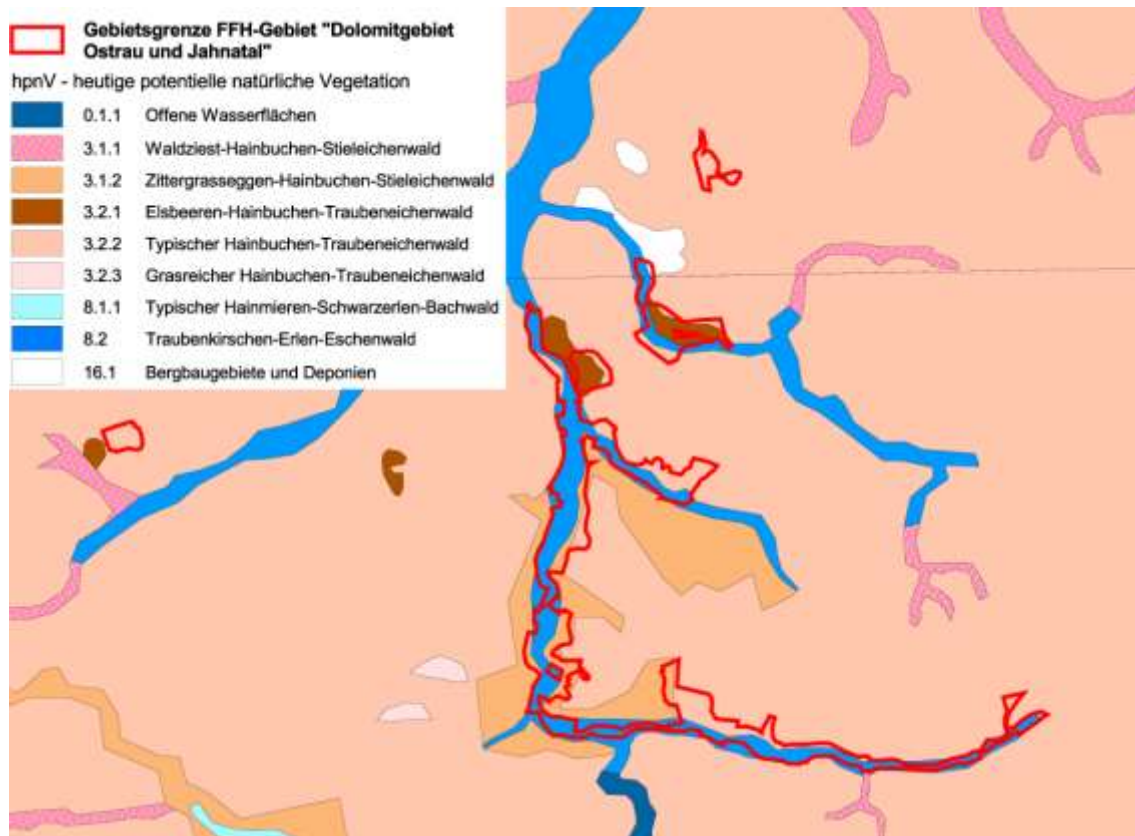 Gebietsgrenze FFH-Gebiet "Dolomitgebiet
Ostrau und Jahnatal"
hpnV - heutige potentielle natürliche Vegetation
0.1.1 Offene Wasserflächen
3.1.1 Waldziest-Hainbuchen-Stieleichenwald
3.1.2 Zittergrasseggen-Hainbuchen-Stieleichenwald
3.2.1 Elsbeeren-Hainbuchen-Traubeneichenwald
3.2.2 Typischer Hainbuchen-Traubeneichenwald
3.2.3 Grasreicher Hainbuchen-Traubeneichenwald
8.1.1 Typischer Hainmieren-Schwarzerlen-Bachwald
8.2 Traubenkirschen-Erlen-Eschenwald
16.1 Bergbaugebiete und Deponien